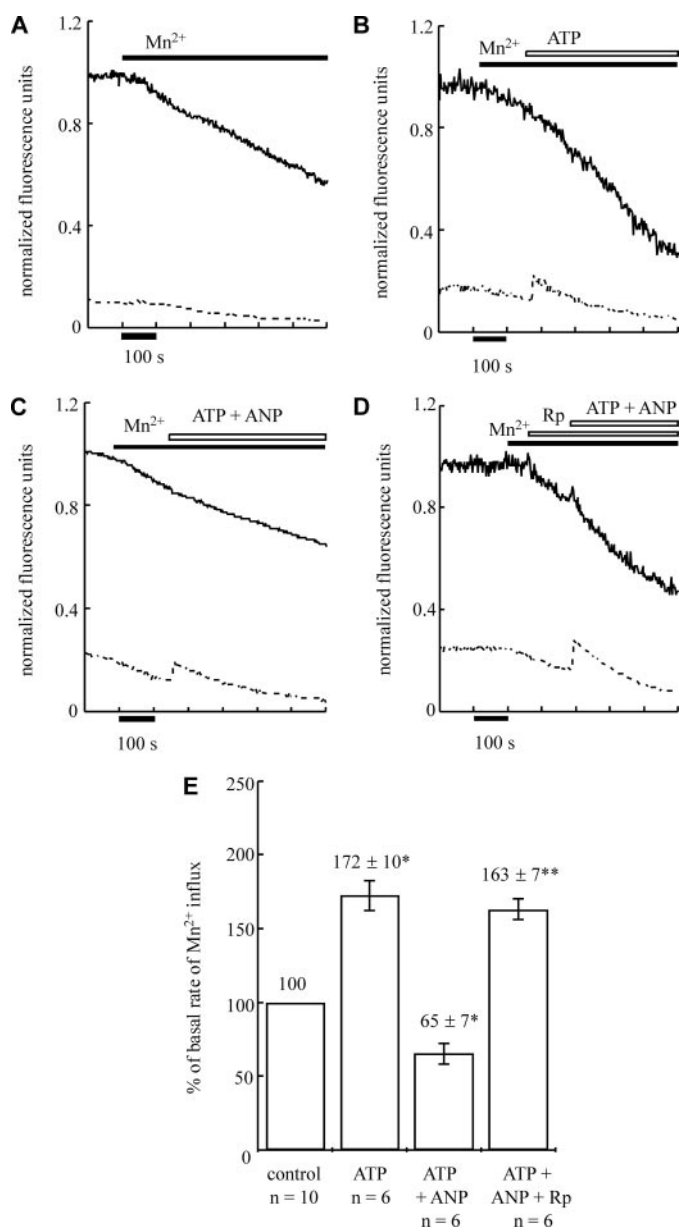 A
Mn²⁺
normalized fluorescence units
1.2
0.8
0.4
0
100 s
B
ATP
Mn²⁺
normalized fluorescence units
1.2
0.8
0.4
0
100 s
C
ATP + ANP
Mn²⁺
normalized fluorescence units
1.2
0.8
0.4
0
100 s
D
ATP + ANP
Rp
Mn²⁺
normalized fluorescence units
1.2
0.8
0.4
0
100 s
E
% of basal rate of Mn²⁺ influx
250
200
150
100
50
0
100
172 ± 10*
65 ± 7*
163 ± 7**
control
n = 10
ATP
n = 6
ATP
+ ANP
n = 6
ATP +
ANP + Rp
n = 6